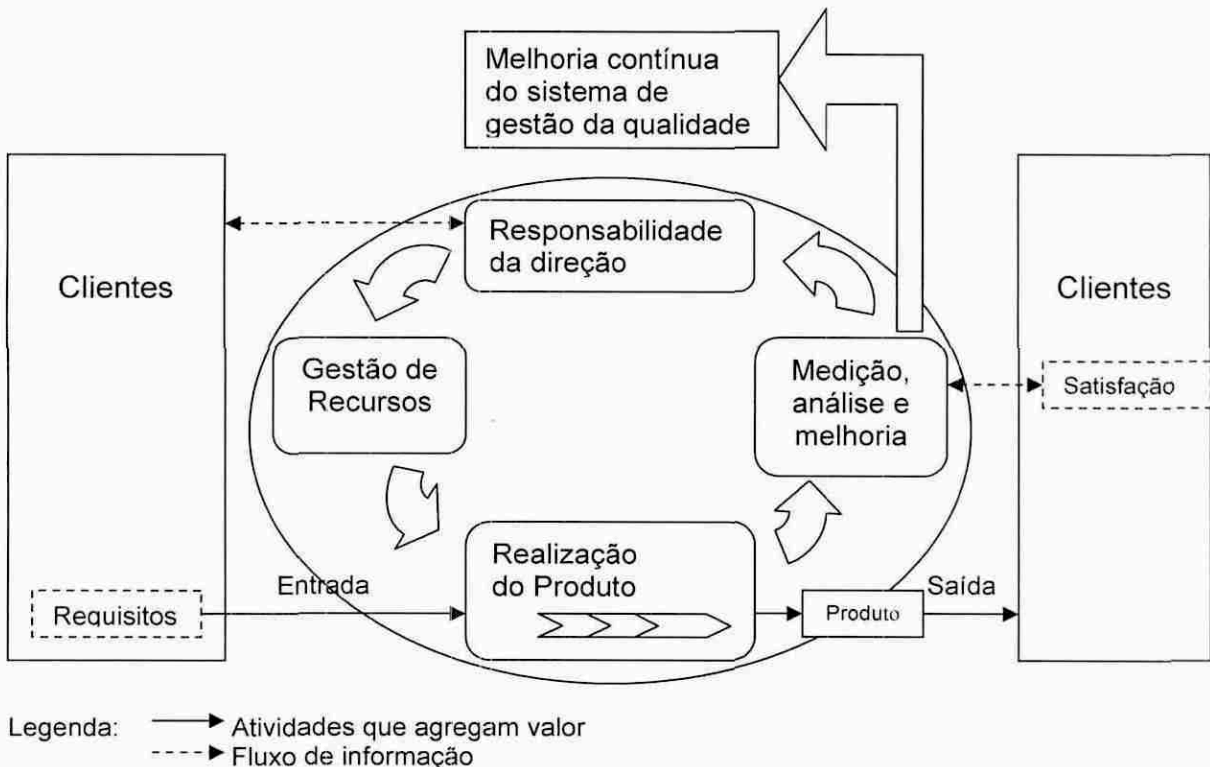 Melhoria contínua
do sistema de
gestão da qualidade
Clientes
Responsabilidade
da direção
Clientes
Gestão de
Recursos
Medição,
análise e
melhoria
Satisfação
Realização
do Produto
Entrada
Requisitos
Produto
Saída
Legenda:
Atividades que agregam valor
Fluxo de informação